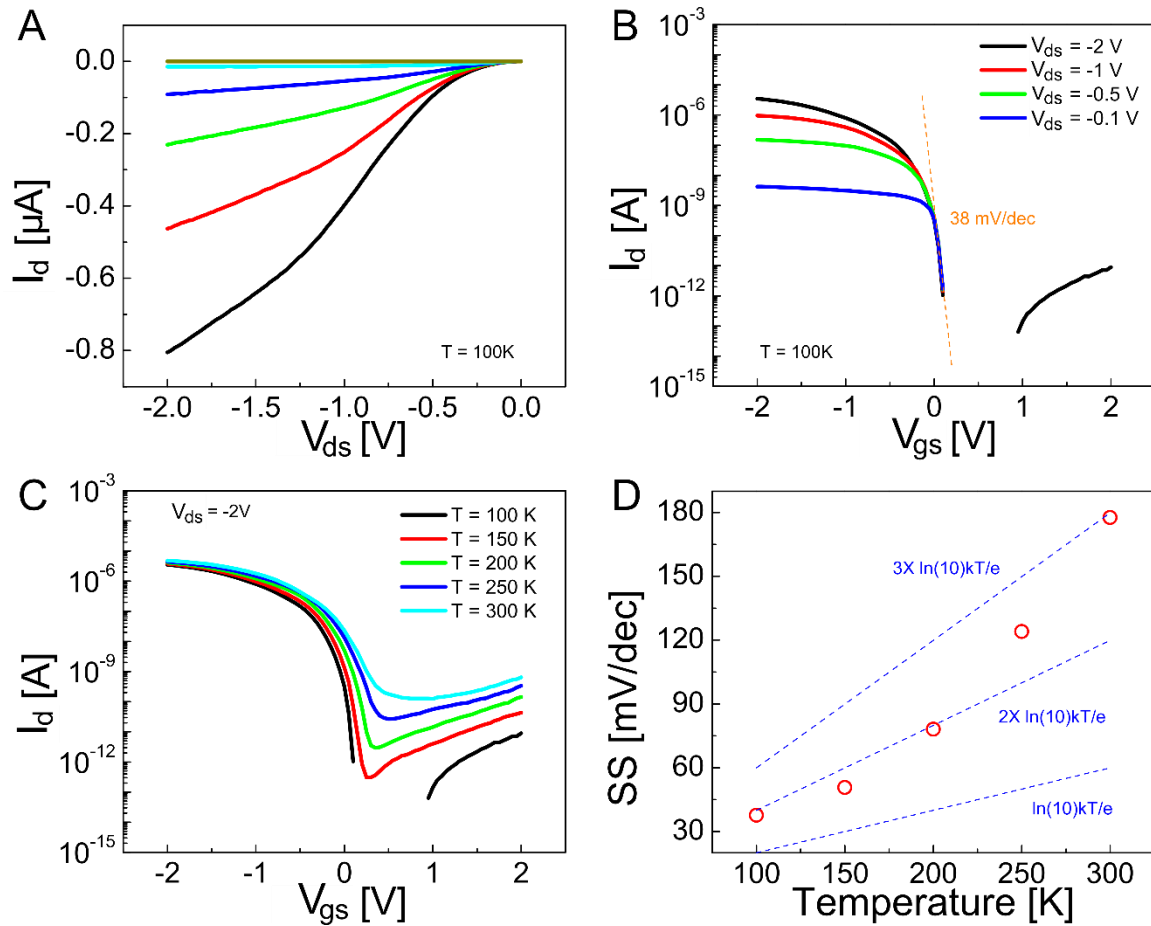 A
0.0
-0.2
-0.4
-0.6
-0.8
I_d [µA]
T = 100K
-2.0 -1.5 -1.0 -0.5 0.0
V_ds [V]
B
10^-3
10^-6
10^-9
10^-12
10^-15
I_d [A]
V_ds = -2 V
V_ds = -1 V
V_ds = -0.5 V
V_ds = -0.1 V
38 mV/dec
T = 100K
-2 -1 0 1 2
V_gs [V]
C
10^-3
10^-6
10^-9
10^-12
10^-15
I_d [A]
V_ds = -2V
T = 100 K
T = 150 K
T = 200 K
T = 250 K
T = 300 K
-2 -1 0 1 2
V_gs [V]
D
180
150
120
90
60
30
SS [mV/dec]
3X ln(10)kT/e
2X ln(10)kT/e
ln(10)kT/e
100 150 200 250 300
Temperature [K]